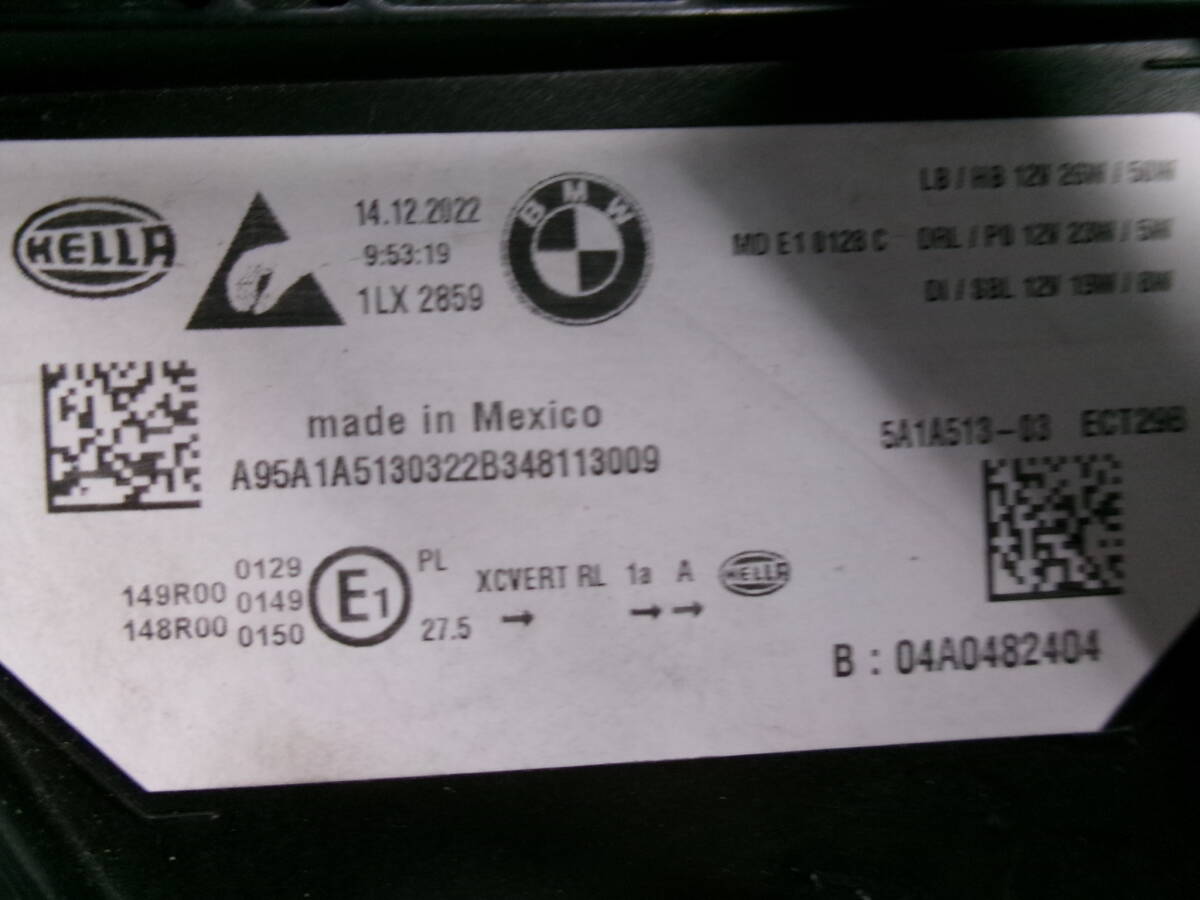 HELLA
14.12.2022
9:53:19
1LX 2859
BMW
LB / HB 12V 26W / 50W
MD E1 0128 C DRL / PO 12V 23W / 5W
DI / SBL 12V 19W / 8W
made in Mexico
A95A1A5130322B348113009
5A1A513-03 ECT29B
149R00 0129
0149
148R00 0150
E1
PL
27.5
XCVERT RL 1a A
HELLA
B : 04A0482404